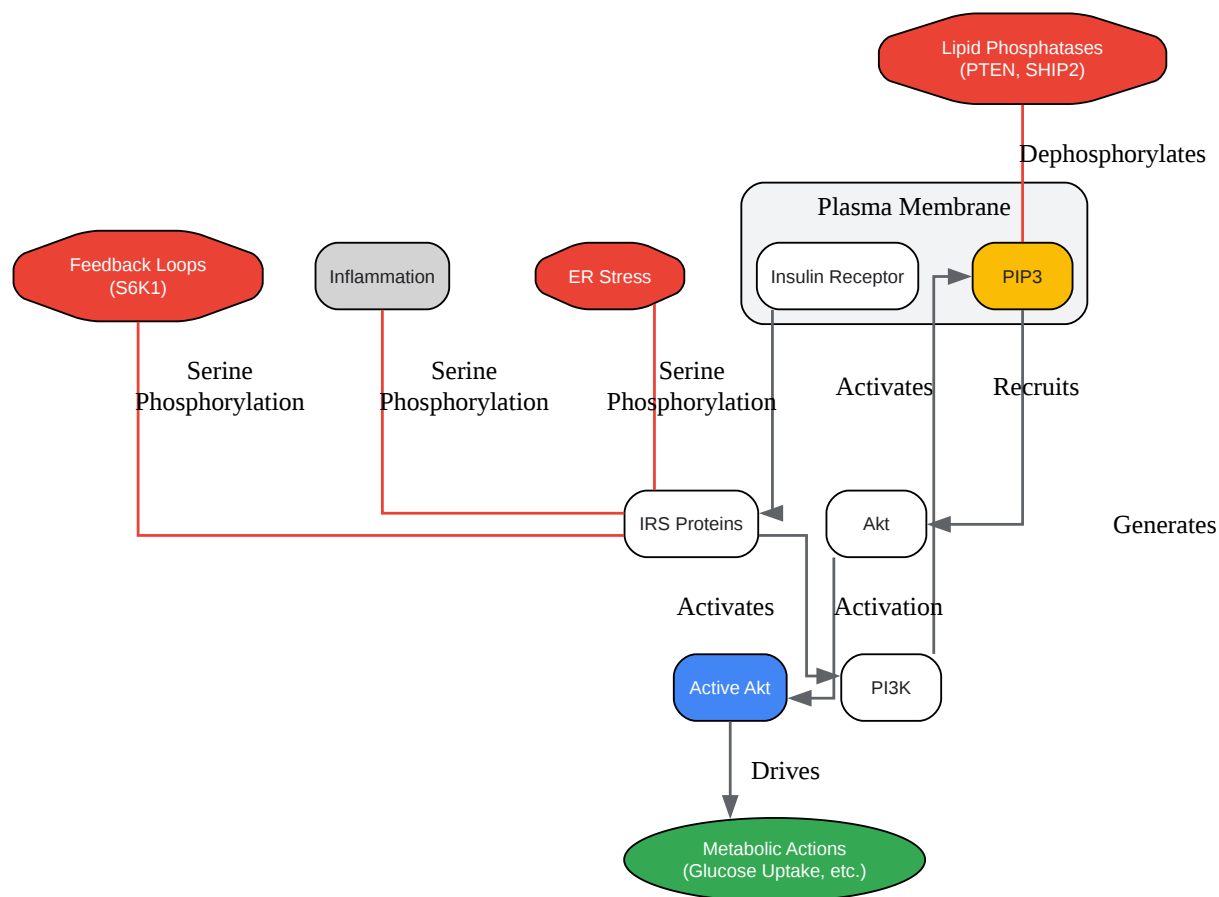 Lipid Phosphatases
(PTEN, SHIP2)
Dephosphorylates
Plasma Membrane
Feedback Loops
(S6K1)
Inflammation
ER Stress
Insulin Receptor
PIP3
Serine
Phosphorylation
Serine
Phosphorylation
Serine
Phosphorylation
Activates
Recruits
IRS Proteins
Akt
Generates
Activates
Activation
Active Akt
PI3K
Drives
Metabolic Actions
(Glucose Uptake, etc.)